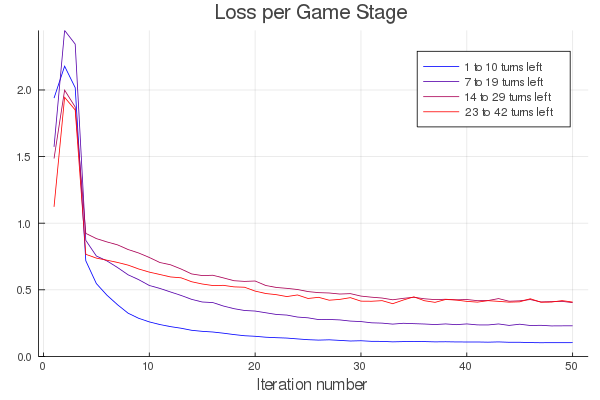 Loss per Game Stage
1 to 10 turns left
7 to 19 turns left
14 to 29 turns left
23 to 42 turns left
2.0
1.5
1.0
0.5
0.0
0 10 20 30 40 50
Iteration number